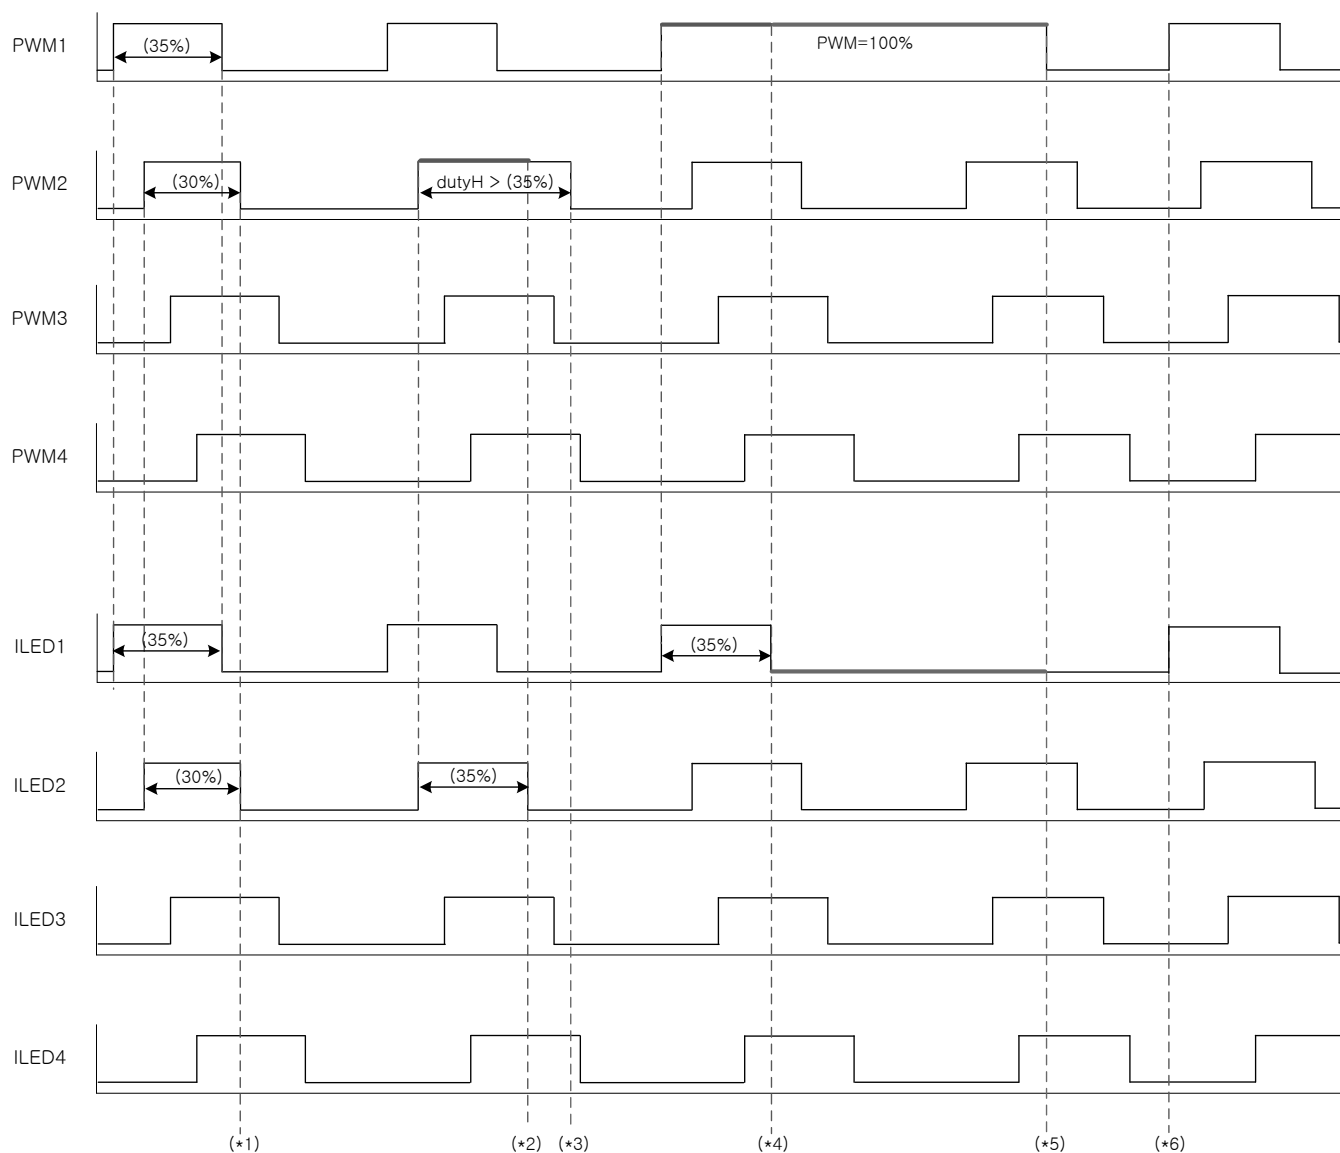 PWM1
(35%)
PWM=100%
PWM2
(30%)
dutyH > (35%)
PWM3
PWM4
ILED1
(35%)
(35%)
ILED2
(30%)
(35%)
ILED3
ILED4
(*1)
(*2)
(*3)
(*4)
(*5)
(*6)